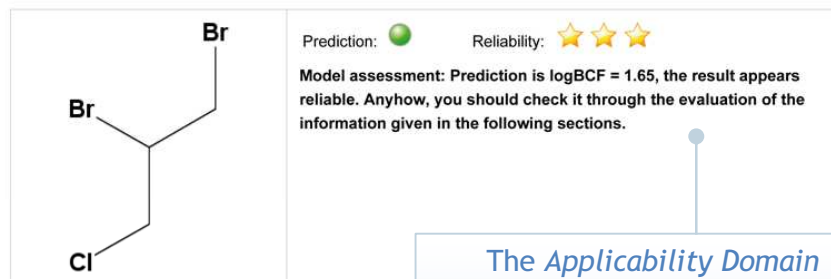 Br
Br
Cl
Prediction:
Reliability:
Model assessment: Prediction is logBCF = 1.65, the result appears
reliable. Anyhow, you should check it through the evaluation of the
information given in the following sections.
The Applicability Domain